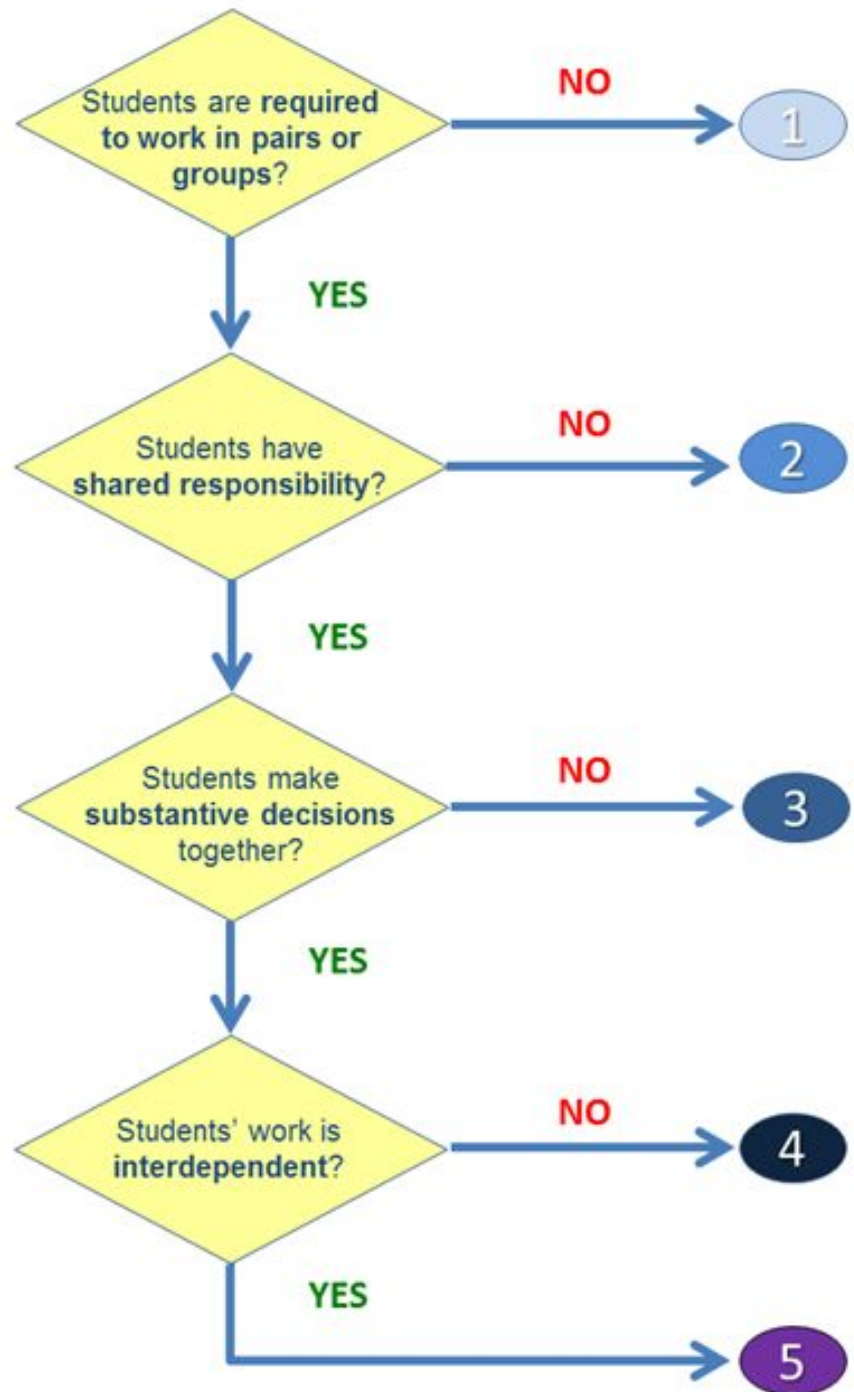 Students are required
to work in pairs or
groups?
NO
1
YES
Students have
shared responsibility?
NO
2
YES
Students make
substantive decisions
together?
NO
3
YES
Students’ work is
interdependent?
NO
4
YES
5